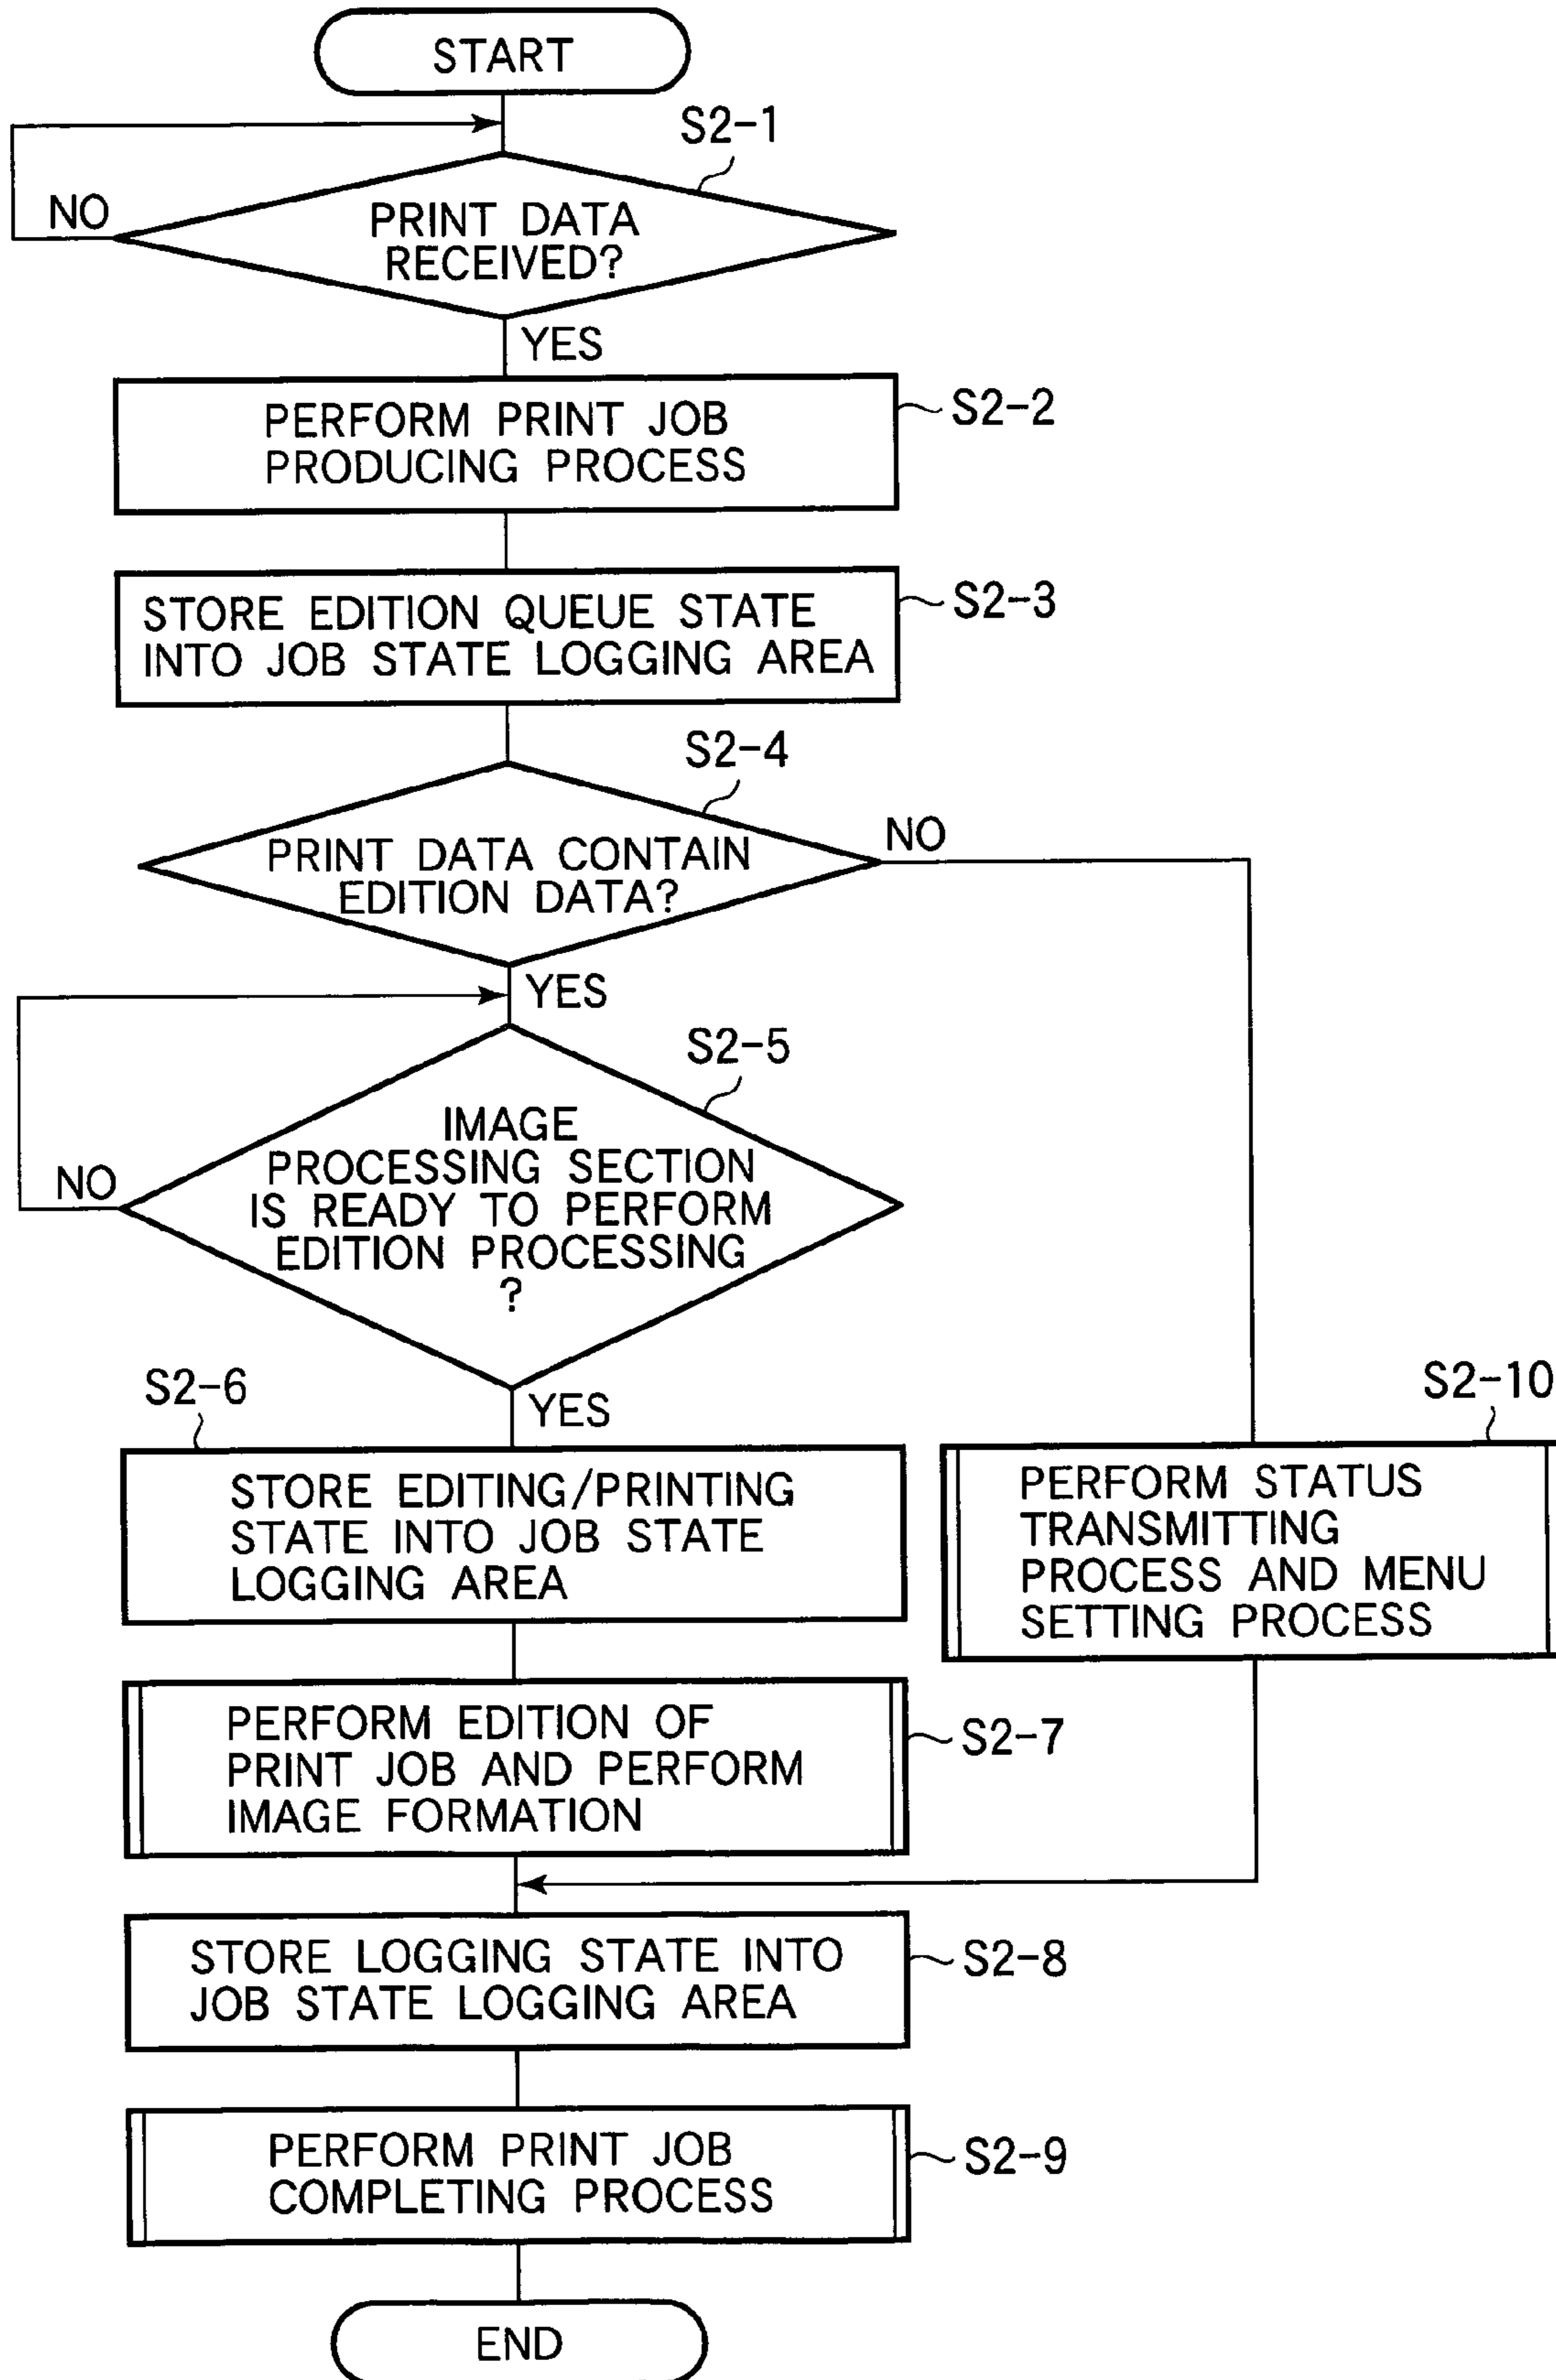 START
S2-1
NO
PRINT DATA
RECEIVED?
YES
PERFORM PRINT JOB
PRODUCING PROCESS
S2-2
STORE EDITION QUEUE STATE
INTO JOB STATE LOGGING AREA
S2-3
S2-4
PRINT DATA CONTAIN
EDITION DATA?
NO
YES
S2-5
IMAGE
PROCESSING SECTION
IS READY TO PERFORM
EDITION PROCESSING
?
NO
YES
S2-6
STORE EDITING/PRINTING
STATE INTO JOB STATE
LOGGING AREA
S2-10
PERFORM STATUS
TRANSMITTING
PROCESS AND MENU
SETTING PROCESS
PERFORM EDITION OF
PRINT JOB AND PERFORM
IMAGE FORMATION
S2-7
STORE LOGGING STATE INTO
JOB STATE LOGGING AREA
S2-8
PERFORM PRINT JOB
COMPLETING PROCESS
S2-9
END